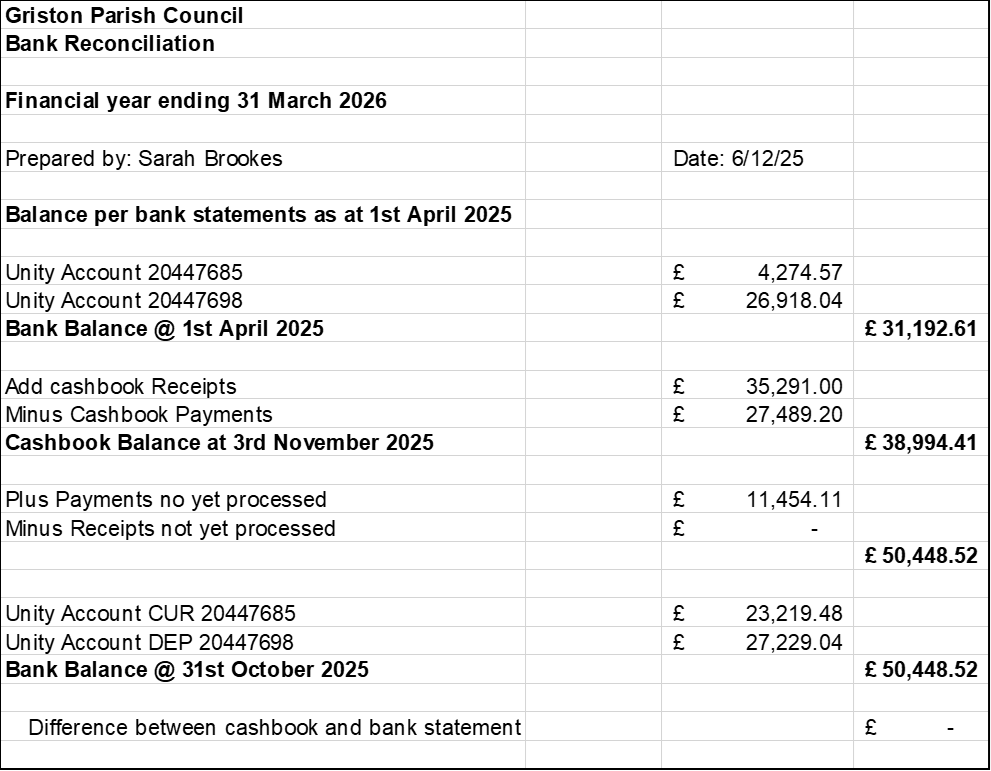 Griston Parish Council
Bank Reconciliation
Financial year ending 31 March 2026
Prepared by: Sarah Brookes Date: 6/12/25
Balance per bank statements as at 1st April 2025
Unity Account 20447685 £ 4,274.57
Unity Account 20447698 £ 26,918.04
Bank Balance @ 1st April 2025 £ 31,192.61
Add cashbook Receipts £ 35,291.00
Minus Cashbook Payments £ 27,489.20
Cashbook Balance at 3rd November 2025 £ 38,994.41
Plus Payments no yet processed £ 11,454.11
Minus Receipts not yet processed £ -
£ 50,448.52
Unity Account CUR 20447685 £ 23,219.48
Unity Account DEP 20447698 £ 27,229.04
Bank Balance @ 31st October 2025 £ 50,448.52
Difference between cashbook and bank statement £ -